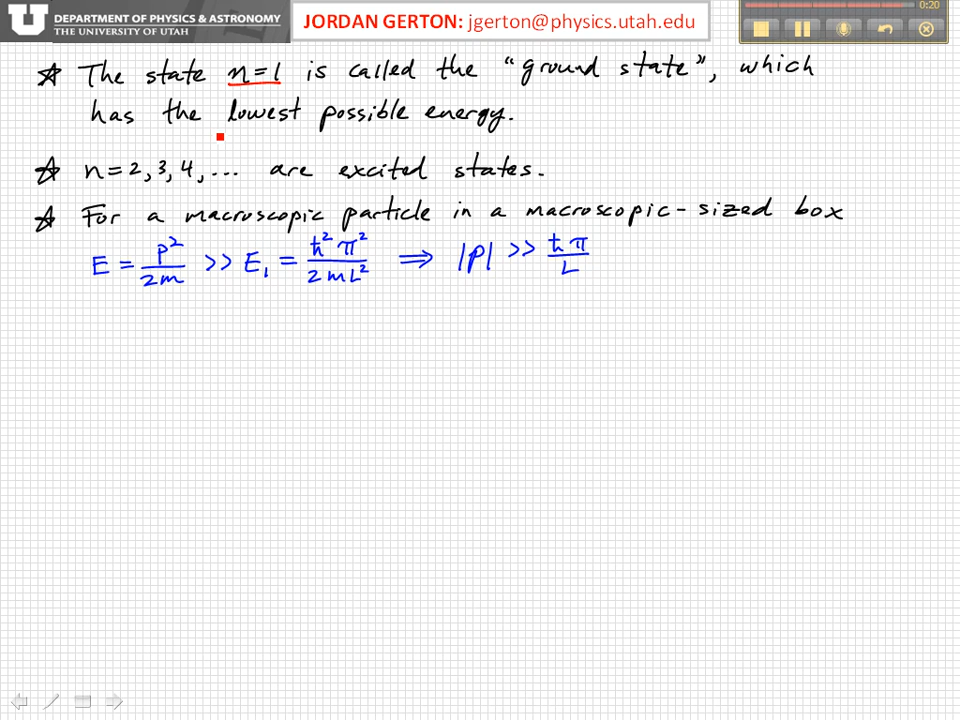 U DEPARTMENT OF PHYSICS & ASTRONOMY
THE UNIVERSITY OF UTAH
JORDAN GERTON: jgerton@physics.utah.edu
0:20
☆ The state n=1 is called the "ground state", which
has the lowest possible energy.
☆ n=2, 3, 4, ... are excited states.
☆ For a macroscopic particle in a macroscopic-sized box
E = p²/2m >> E₁ = ħ²π²/2mL² ⇒ |p| >> ħπ/L